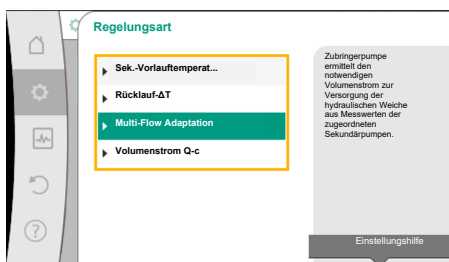 Regelungsart
Sek.-Vorlauftemperat...
Rücklauf-ΔT
Multi-Flow Adaptation
Volumenstrom Q-c
Zubringerpumpe
ermittelt den
notwendigen
Volumenstrom zur
Versorgung der
hydraulischen Weiche
aus Messwerten der
zugeordneten
Sekundärpumpen.
Einstellungshilfe